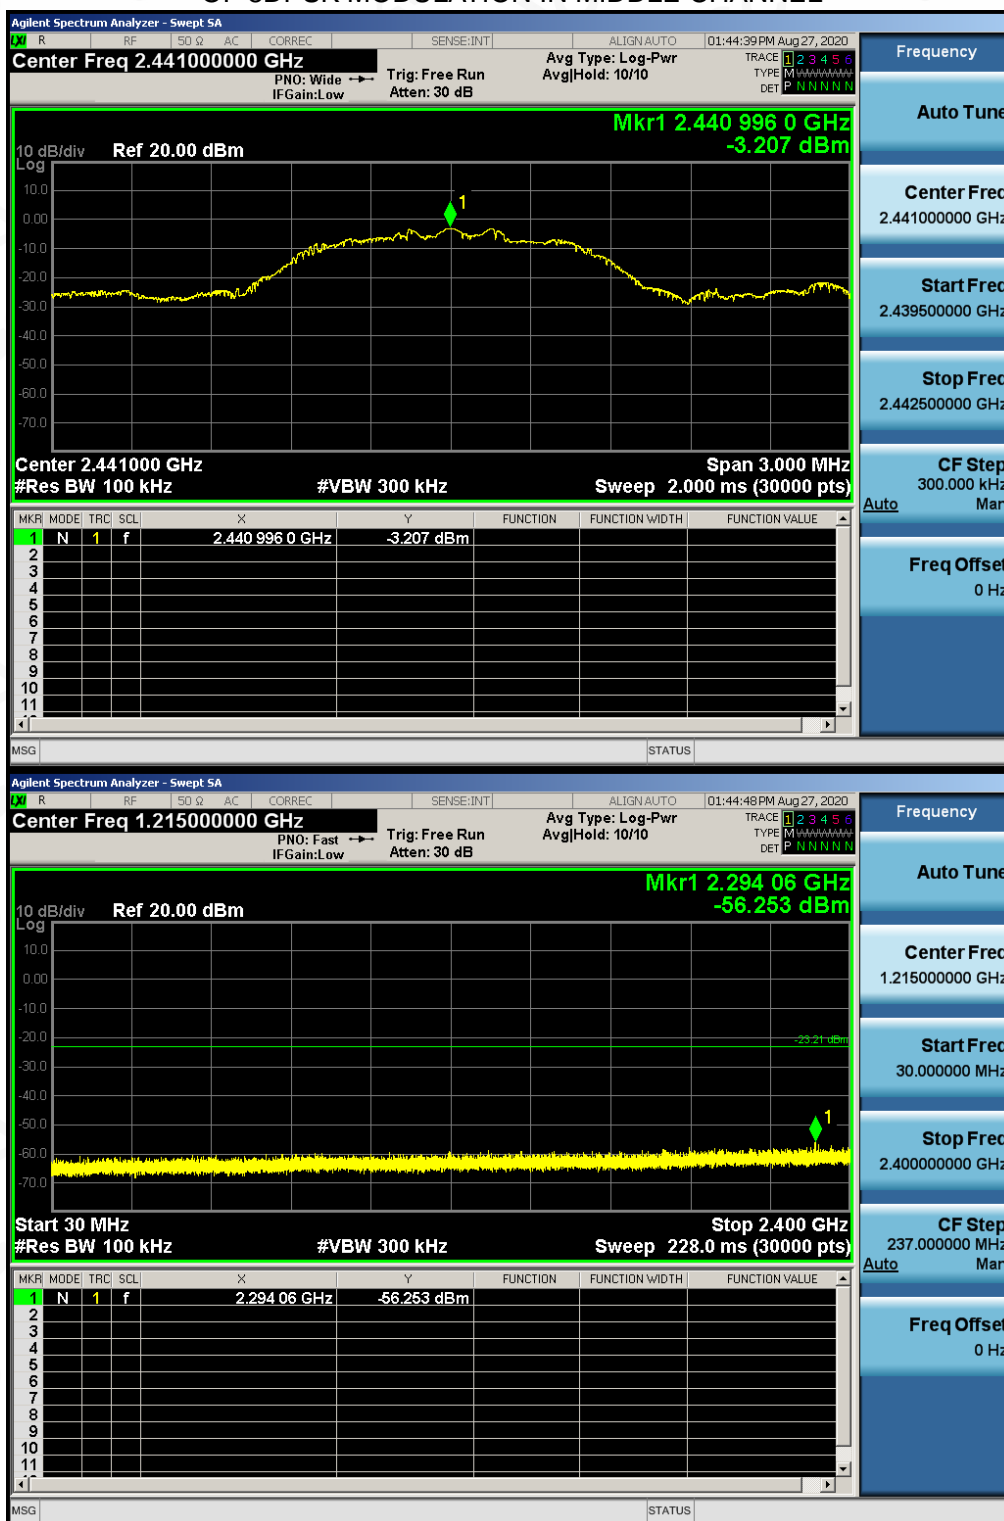 OF 8DPSK MODULATION IN MIDDLE CHANNEL
Agilent Spectrum Analyzer - Swept SA
LXI R RF 50 Ω AC CORREC SENSE:INT ALIGN AUTO 01:44:39 PM Aug 27, 2020
Center Freq 2.441000000 GHz
PNO: Wide
IFGain:Low
Trig: Free Run
Atten: 30 dB
Avg Type: Log-Pwr
Avg|Hold: 10/10
TRACE 1 2 3 4 5 6
TYPE M
DET P N N N N N
Mkr1 2.440 996 0 GHz
-3.207 dBm
10 dB/div
Log
Ref 20.00 dBm
10.0
0.00
-10.0
-20.0
-30.0
-40.0
-50.0
-60.0
-70.0
1
Center 2.441000 GHz
Span 3.000 MHz
#Res BW 100 kHz
#VBW 300 kHz
Sweep 2.000 ms (30000 pts)
MKR MODE TRC SCL X Y FUNCTION FUNCTION WIDTH FUNCTION VALUE
1 N 1 f 2.440 996 0 GHz -3.207 dBm
2
3
4
5
6
7
8
9
10
11
MSG
STATUS
Frequency
Auto Tune
Center Freq
2.441000000 GHz
Start Freq
2.439500000 GHz
Stop Freq
2.442500000 GHz
CF Step
300.000 kHz
Auto Man
Freq Offset
0 Hz
Agilent Spectrum Analyzer - Swept SA
LXI R RF 50 Ω AC CORREC SENSE:INT ALIGN AUTO 01:44:48 PM Aug 27, 2020
Center Freq 1.215000000 GHz
PNO: Fast
IFGain:Low
Trig: Free Run
Atten: 30 dB
Avg Type: Log-Pwr
Avg|Hold: 10/10
TRACE 1 2 3 4 5 6
TYPE M
DET P N N N N N
Mkr1 2.294 06 GHz
-56.253 dBm
10 dB/div
Log
Ref 20.00 dBm
10.0
0.00
-10.0
-20.0
-30.0
-40.0
-50.0
-60.0
-70.0
-23.21 dBm
1
Start 30 MHz
Stop 2.400 GHz
#Res BW 100 kHz
#VBW 300 kHz
Sweep 228.0 ms (30000 pts)
MKR MODE TRC SCL X Y FUNCTION FUNCTION WIDTH FUNCTION VALUE
1 N 1 f 2.294 06 GHz -56.253 dBm
2
3
4
5
6
7
8
9
10
11
MSG
STATUS
Frequency
Auto Tune
Center Freq
1.215000000 GHz
Start Freq
30.000000 MHz
Stop Freq
2.400000000 GHz
CF Step
237.000000 MHz
Auto Man
Freq Offset
0 Hz